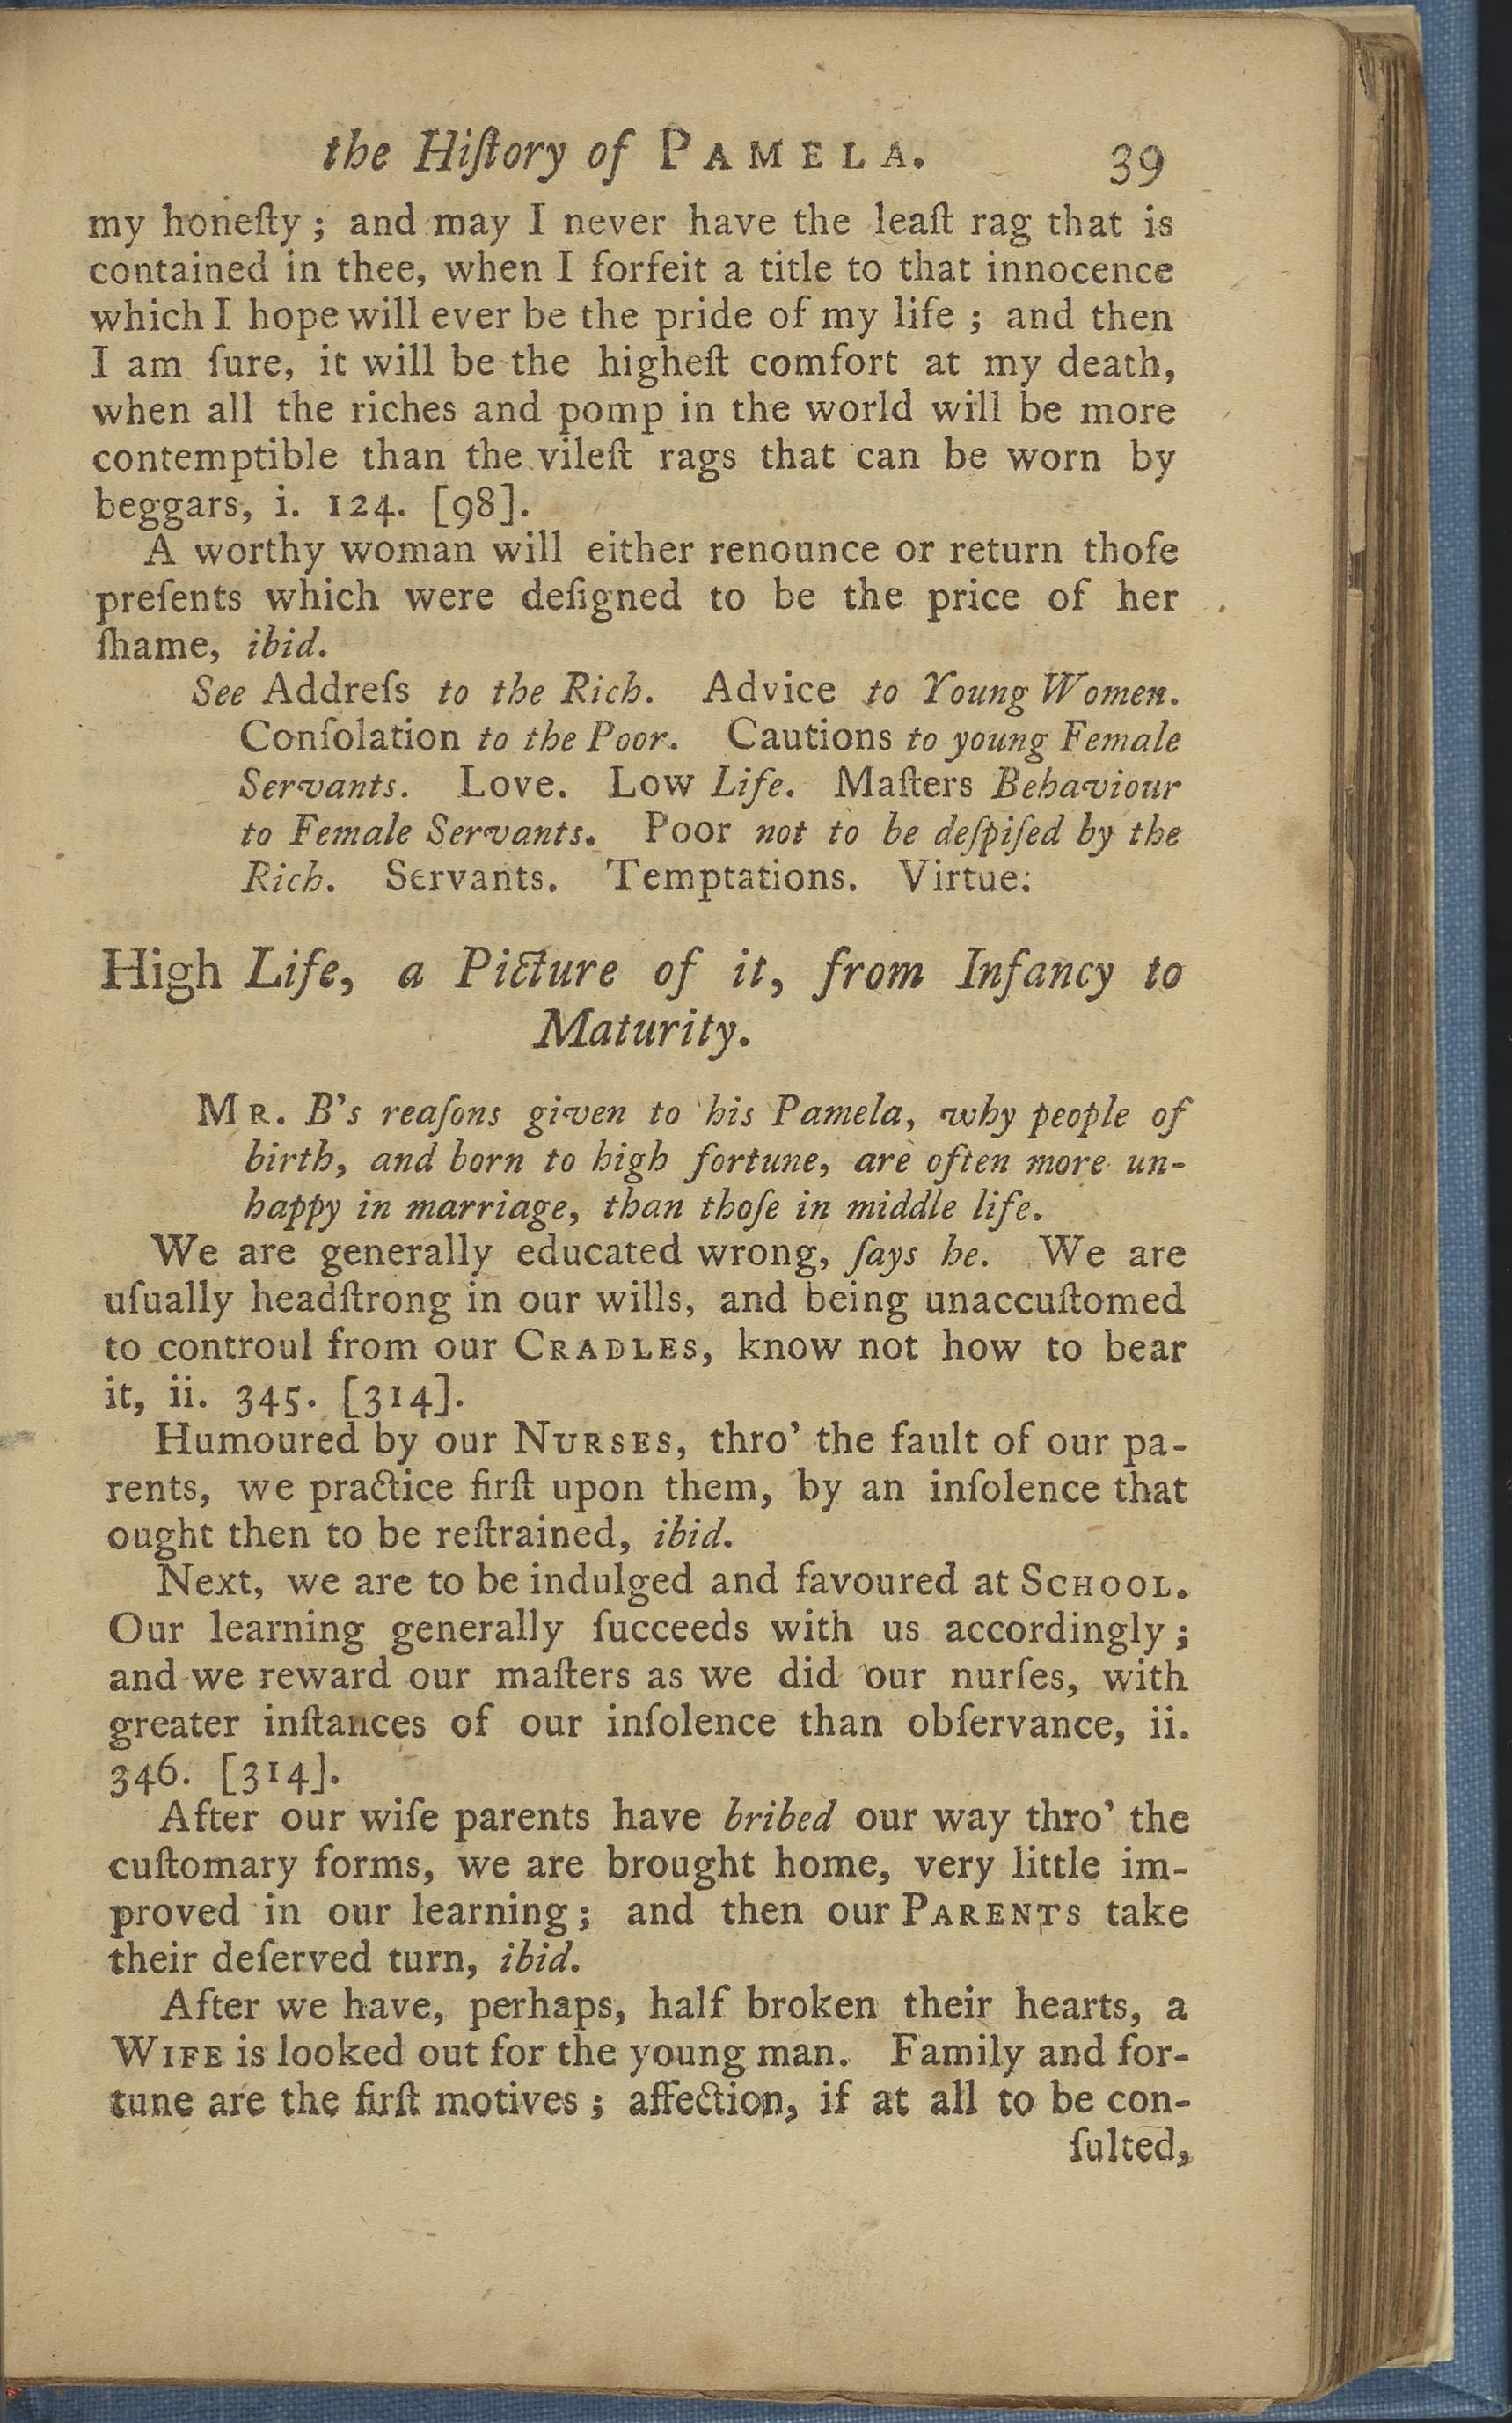 the Hiſtory of PAMELA. 39
my honeſty ; and may I never have the leaſt rag that is
contained in thee, when I forfeit a title to that innocence
which I hope will ever be the pride of my life ; and then
I am ſure, it will be the higheſt comfort at my death,
when all the riches and pomp in the world will be more
contemptible than the vileſt rags that can be worn by
beggars, i. 124. [98].
A worthy woman will either renounce or return thoſe
preſents which were deſigned to be the price of her
ſhame, ibid.
See Addreſs to the Rich. Advice to Young Women.
Conſolation to the Poor. Cautions to young Female
Servants. Love. Low Life. Maſters Behaviour
to Female Servants. Poor not to be deſpiſed by the
Rich. Servants. Temptations. Virtue.
High Life, a Picture of it, from Infancy to
Maturity.
MR. B's reaſons given to his Pamela, why people of
birth, and born to high fortune, are often more un-
happy in marriage, than thoſe in middle life.
We are generally educated wrong, ſays he. We are
uſually headſtrong in our wills, and being unaccuſtomed
to controul from our CRADLES, know not how to bear
it, ii. 345. [314].
Humoured by our NURSES, thro' the fault of our pa-
rents, we practice firſt upon them, by an inſolence that
ought then to be reſtrained, ibid.
Next, we are to be indulged and favoured at SCHOOL.
Our learning generally ſucceeds with us accordingly ;
and we reward our maſters as we did our nurſes, with
greater inſtances of our inſolence than obſervance, ii.
346. [314].
After our wiſe parents have bribed our way thro' the
cuſtomary forms, we are brought home, very little im-
proved in our learning ; and then our PARENTS take
their deſerved turn, ibid.
After we have, perhaps, half broken their hearts, a
WIFE is looked out for the young man. Family and for-
tune are the firſt motives ; affection, if at all to be con-
ſulted,